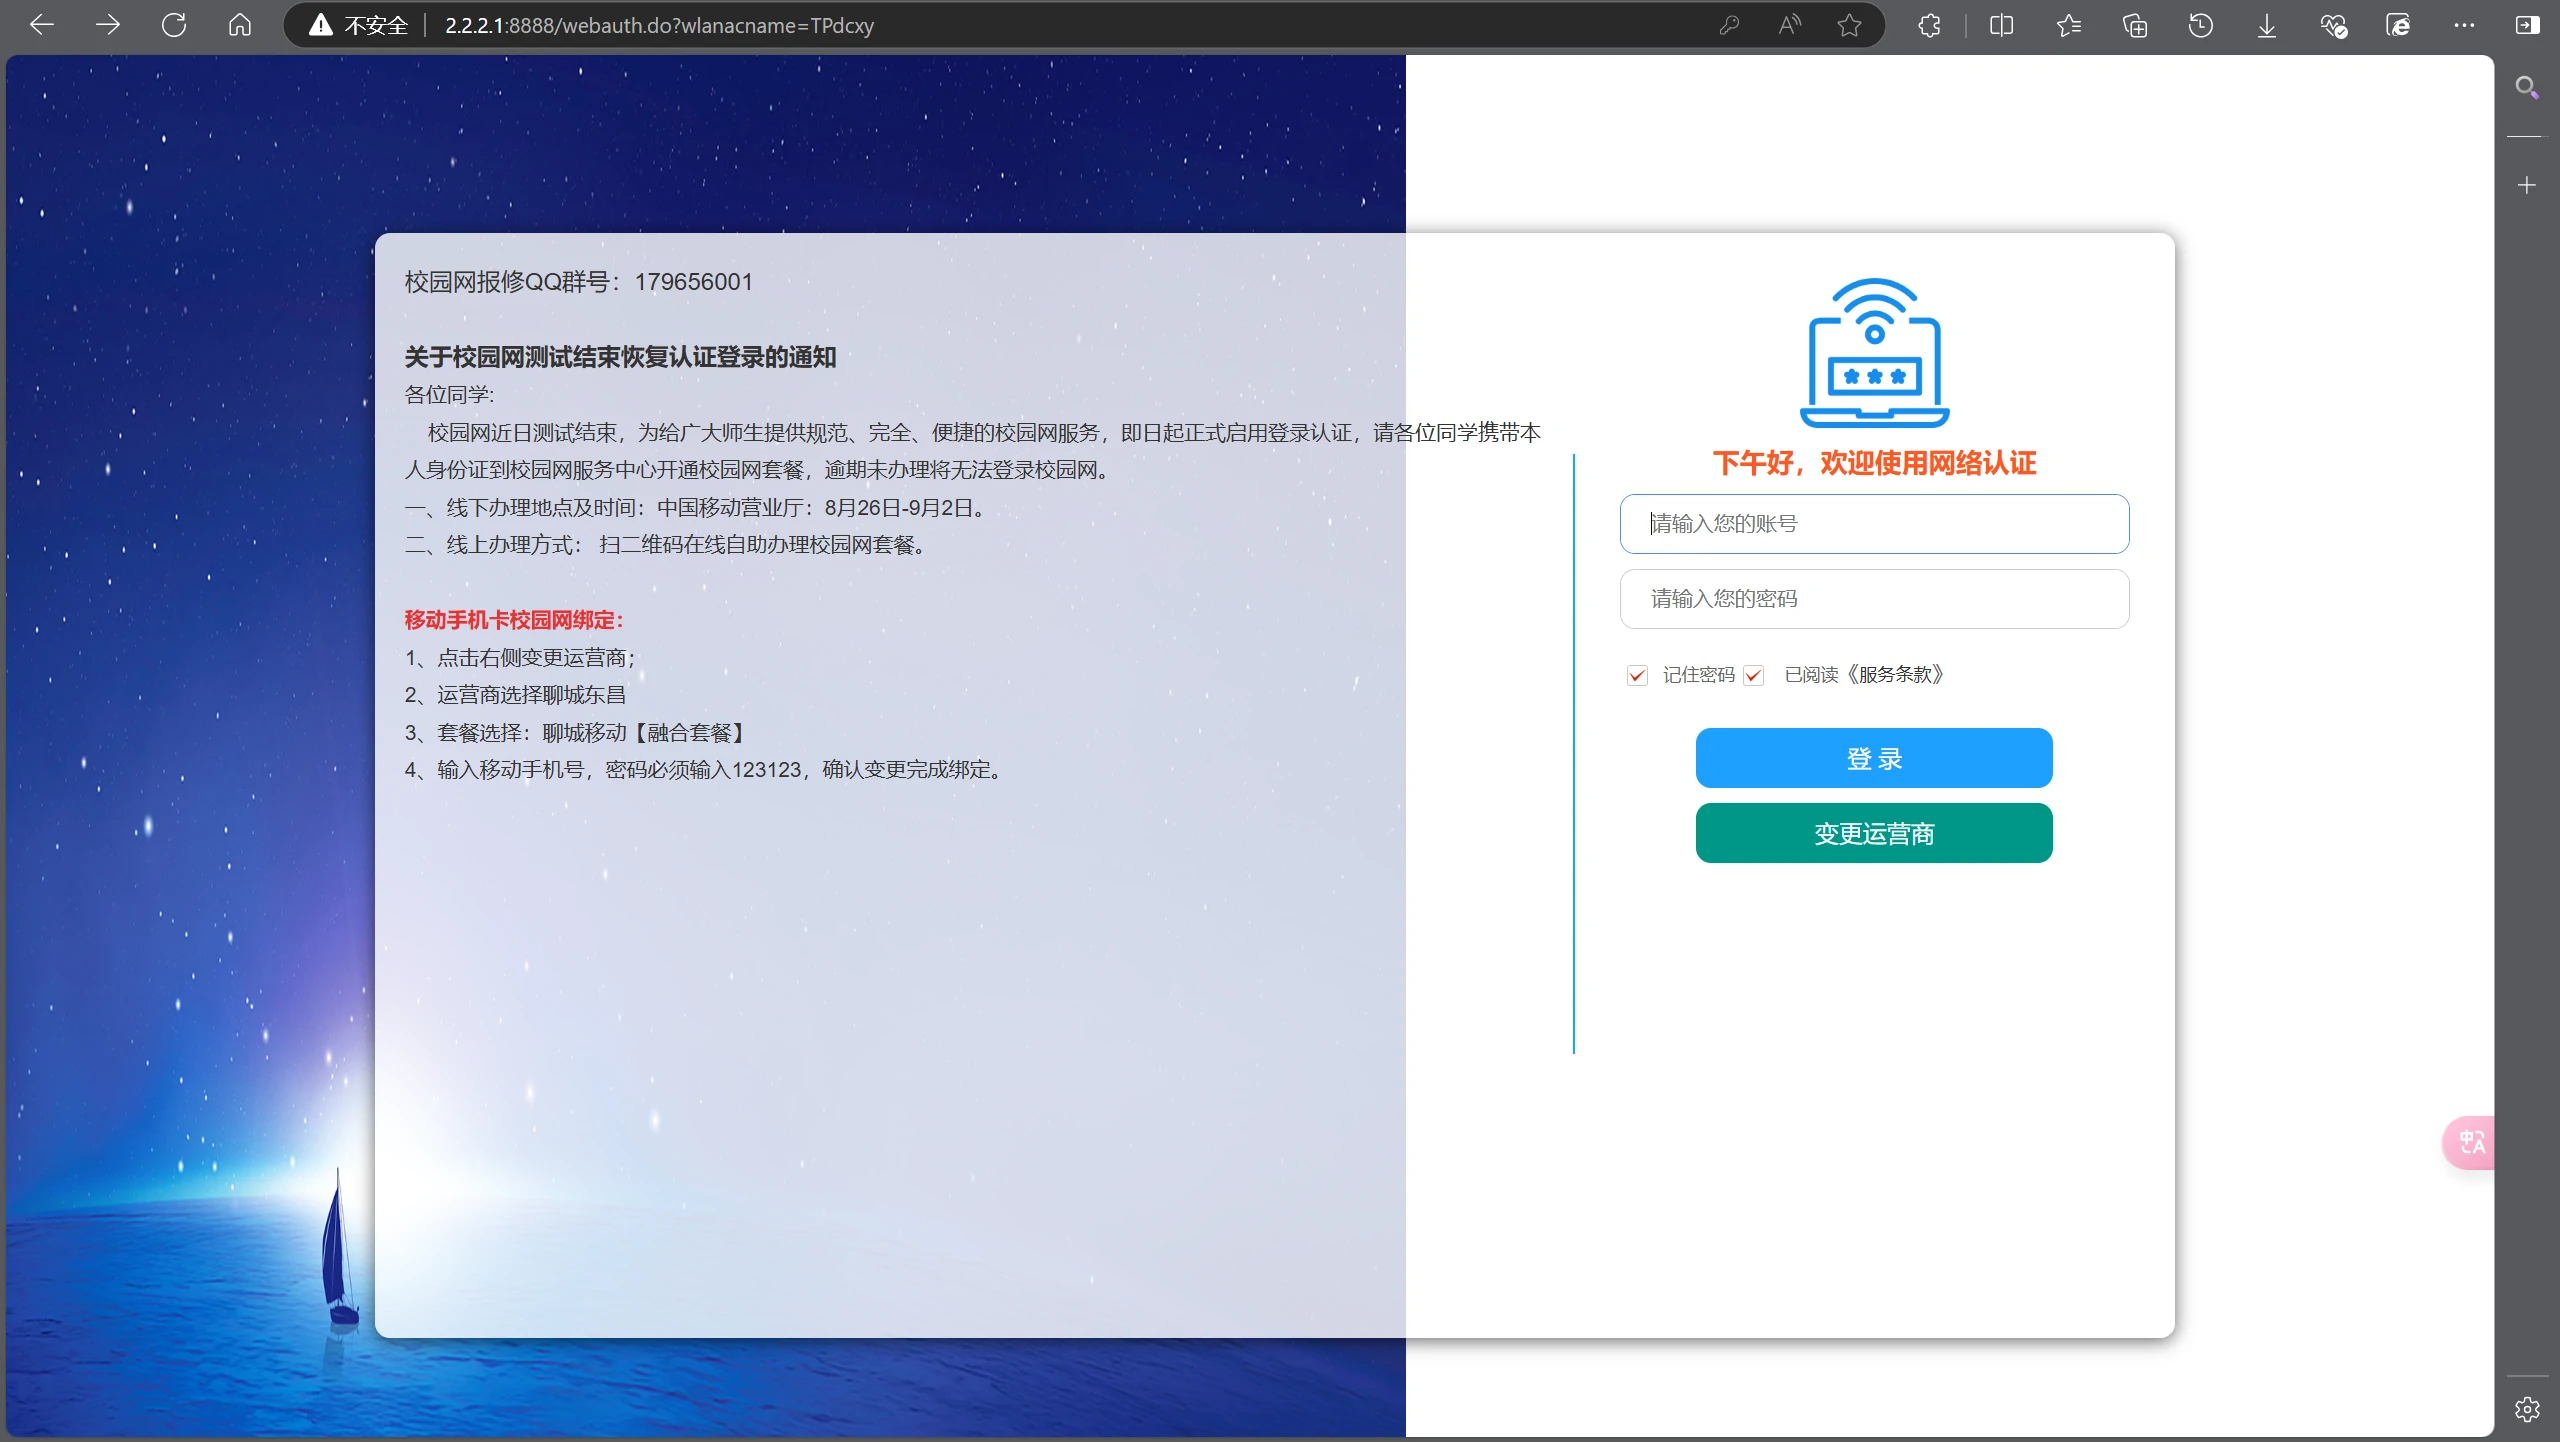 不安全
2.2.2.1:8888/webauth.do?wlanacname=TPdcxy
校园网报修QQ群号：179656001
关于校园网测试结束恢复认证登录的通知
各位同学:
校园网近日测试结束，为给广大师生提供规范、完全、便捷的校园网服务，即日起正式启用登录认证，请各位同学携带本
人身份证到校园网服务中心开通校园网套餐，逾期未办理将无法登录校园网。
一、线下办理地点及时间：中国移动营业厅：8月26日-9月2日。
二、线上办理方式： 扫二维码在线自助办理校园网套餐。
移动手机卡校园网绑定：
1、点击右侧变更运营商；
2、运营商选择聊城东昌
3、套餐选择：聊城移动【融合套餐】
4、输入移动手机号，密码必须输入123123，确认变更完成绑定。
***
下午好，欢迎使用网络认证
请输入您的账号
请输入您的密码
记住密码 已阅读《服务条款》
登 录
变更运营商